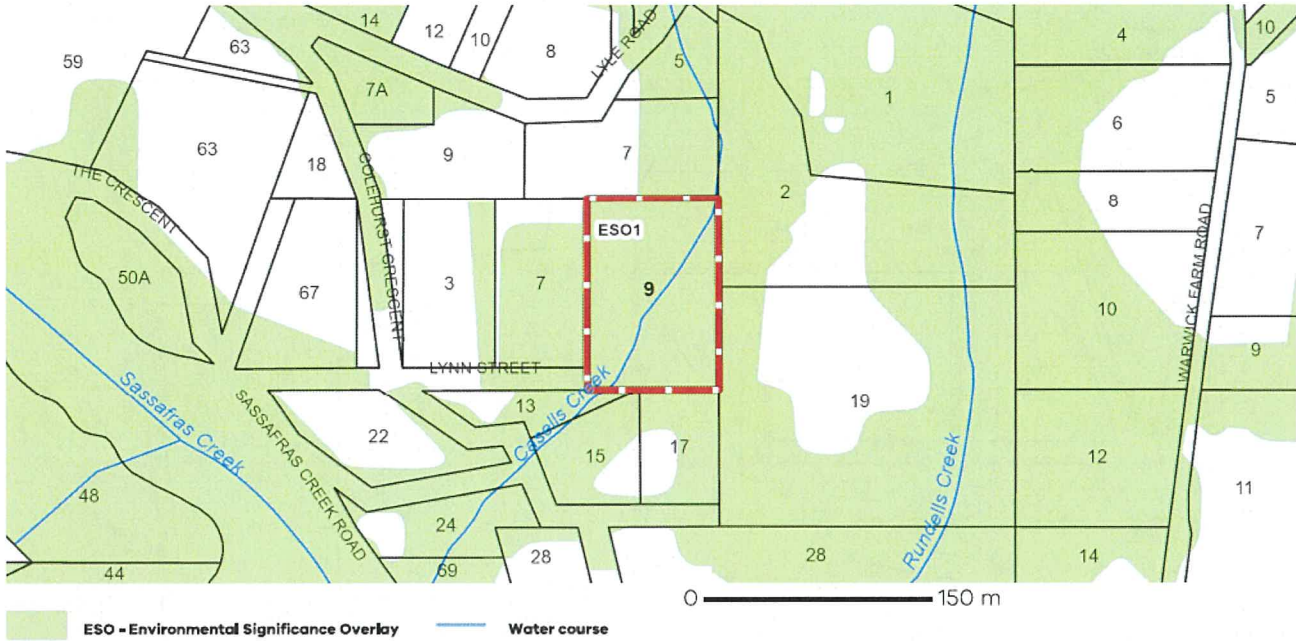 14
12
10
8
LYLE ROAD
5
4
10
59
63
7A
1
6
5
63
18
COLEHURST CRESCENT
9
7
2
8
7
THE CRESCENT
50A
67
3
7
ESO1
9
10
WARWICK FARM ROAD
9
LYNN STREET
Sassafras Creek
SASSAFRAS CREEK ROAD
22
13
Casells Creek
15
17
19
Rundells Creek
12
11
48
24
44
69
28
28
14
0 150 m
ESO - Environmental Significance Overlay Water course